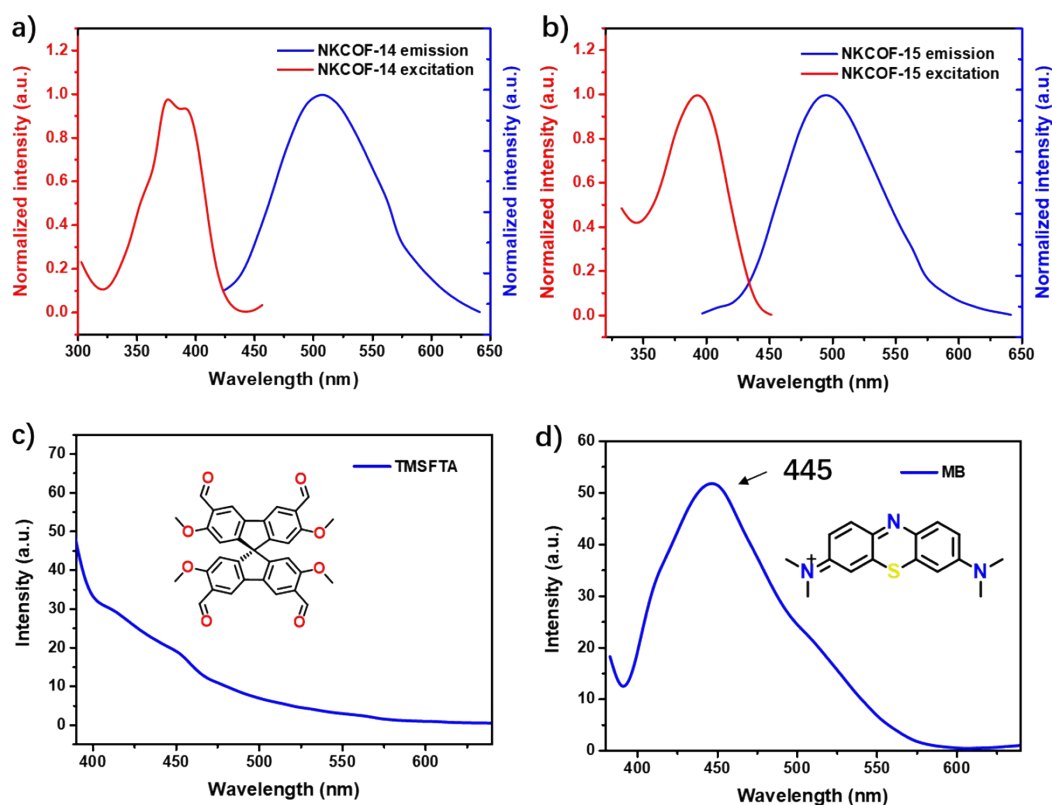 a)
NKCOF-14 emission
NKCOF-14 excitation
Normalized intensity (a.u.)
1.2
1.0
0.8
0.6
0.4
0.2
0.0
300 350 400 450 500 550 600 650
Wavelength (nm)
Normalized intensity (a.u.)
b)
NKCOF-15 emission
NKCOF-15 excitation
Normalized intensity (a.u.)
1.2
1.0
0.8
0.6
0.4
0.2
0.0
350 400 450 500 550 600 650
Wavelength (nm)
Normalized intensity (a.u.)
c)
TMSFTA
Intensity (a.u.)
70
60
50
40
30
20
10
0
400 450 500 550 600
Wavelength (nm)
O O
O O
O O
O O
d)
445
MB
Intensity (a.u.)
60
50
40
30
20
10
0
400 450 500 550 600
Wavelength (nm)
N
N+ S N